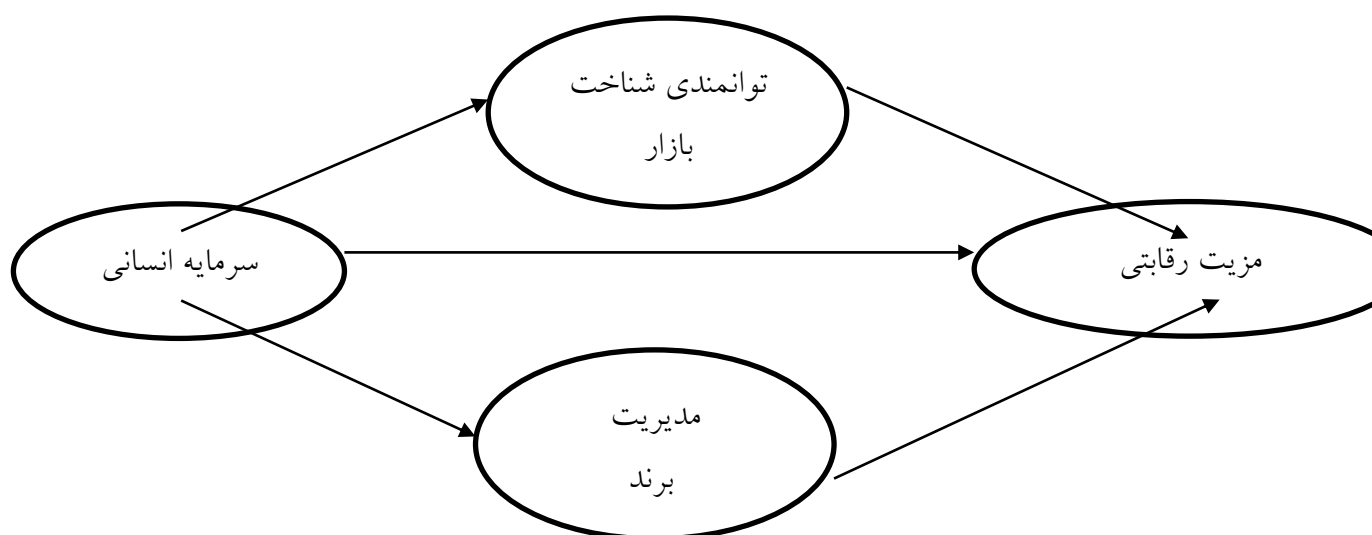 توانمندی شناخت
بازار
سرمایه انسانی
مزیت رقابتی
مدیریت
برند